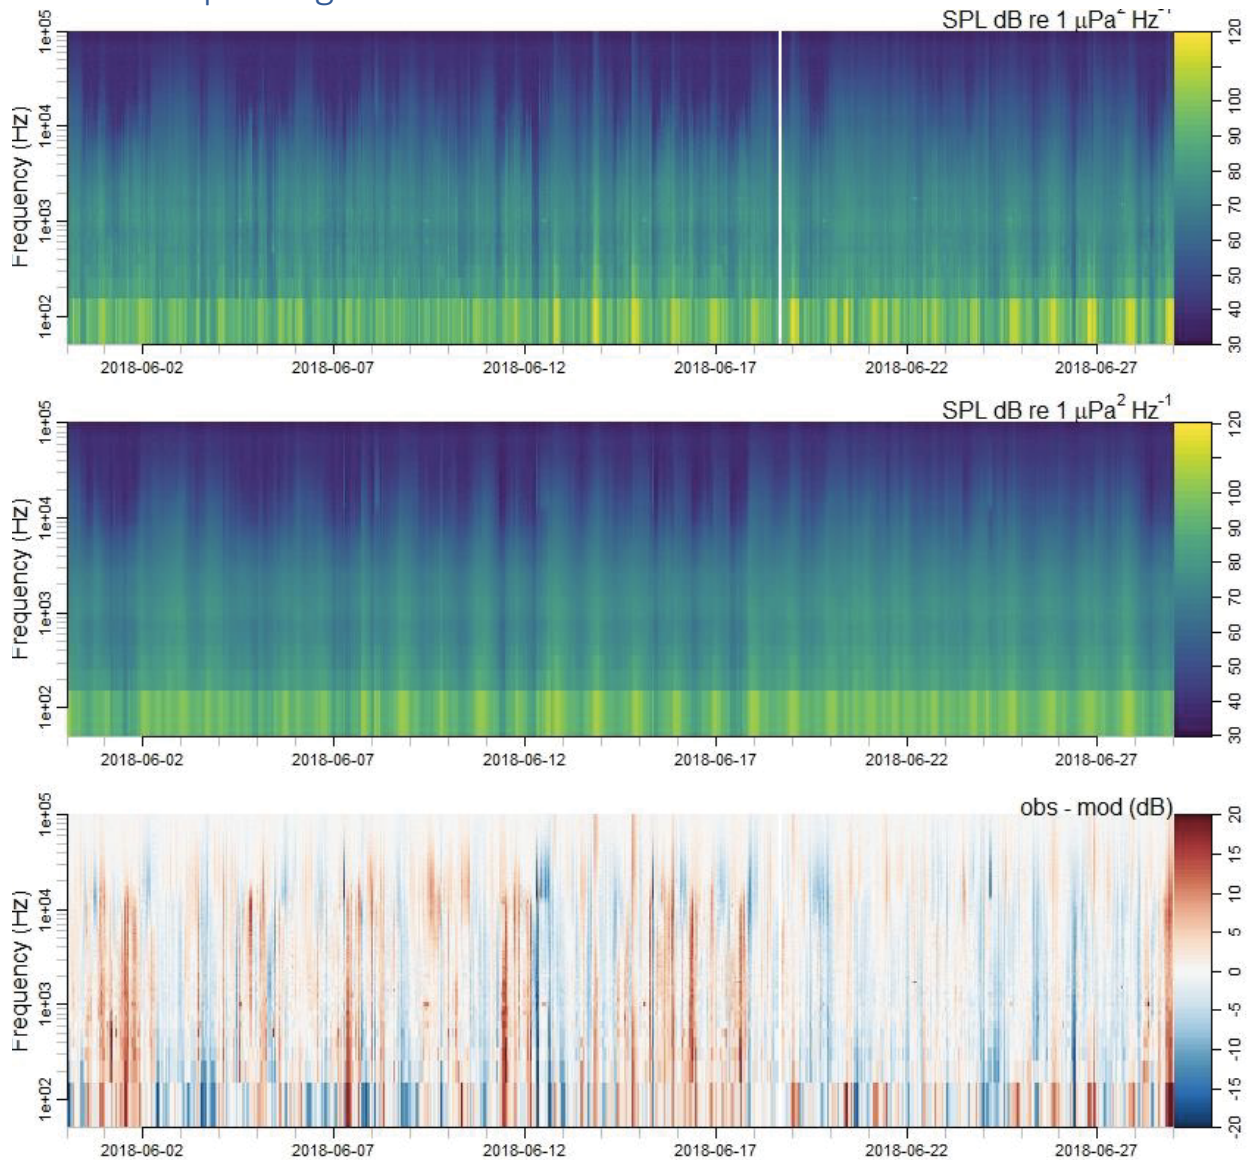 SPL dB re 1 μPa² Hz⁻¹
Frequency (Hz)
1e+05
1e+04
1e+03
1e+02
120
100
90
80
70
60
50
40
30
2018-06-02 2018-06-07 2018-06-12 2018-06-17 2018-06-22 2018-06-27
SPL dB re 1 μPa² Hz⁻¹
Frequency (Hz)
1e+05
1e+04
1e+03
1e+02
120
100
90
80
70
60
50
40
30
2018-06-02 2018-06-07 2018-06-12 2018-06-17 2018-06-22 2018-06-27
obs - mod (dB)
Frequency (Hz)
1e+05
1e+04
1e+03
1e+02
20
15
10
5
0
-5
-10
-15
-20
2018-06-02 2018-06-07 2018-06-12 2018-06-17 2018-06-22 2018-06-27